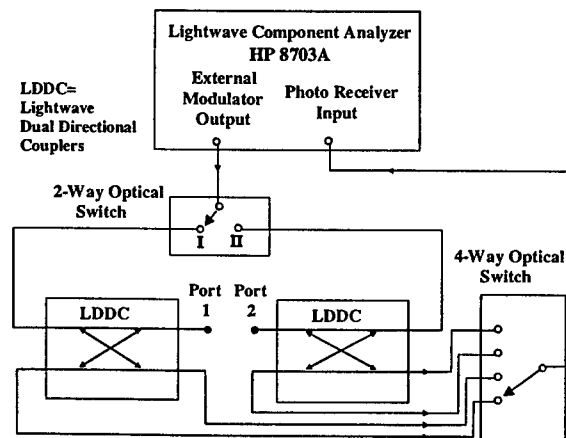 Lightwave Component Analyzer
HP 8703A
External
Modulator
Output
Photo Receiver
Input
LDDC=
Lightwave
Dual Directional
Couplers
2-Way Optical
Switch
I
II
4-Way Optical
Switch
LDDC
Port
1
Port
2
LDDC